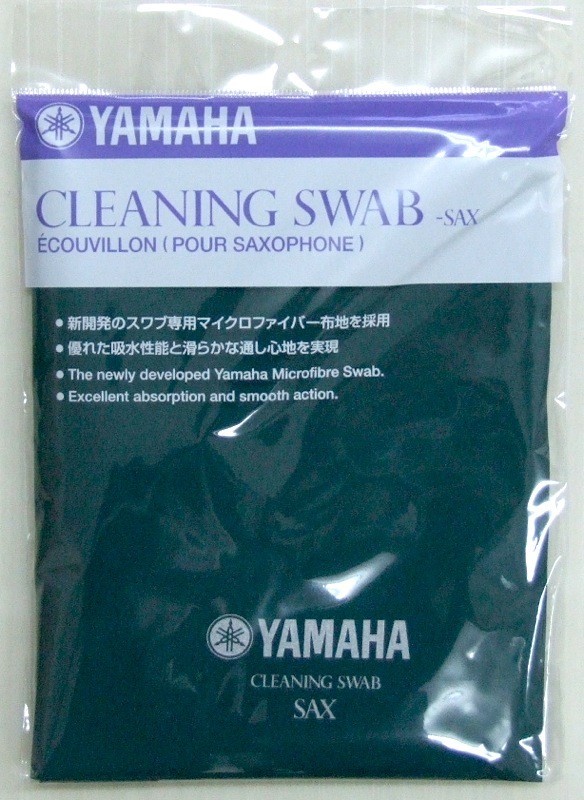 YAMAHA
CLEANING SWAB -SAX
ÉCOUVILLON (POUR SAXOPHONE)
● 新開発のスワブ専用マイクロファイバー布地を採用
● 優れた吸水性能と滑らかな通し心地を実現
● The newly developed Yamaha Microfibre Swab.
● Excellent absorption and smooth action.
YAMAHA
CLEANING SWAB
SAX